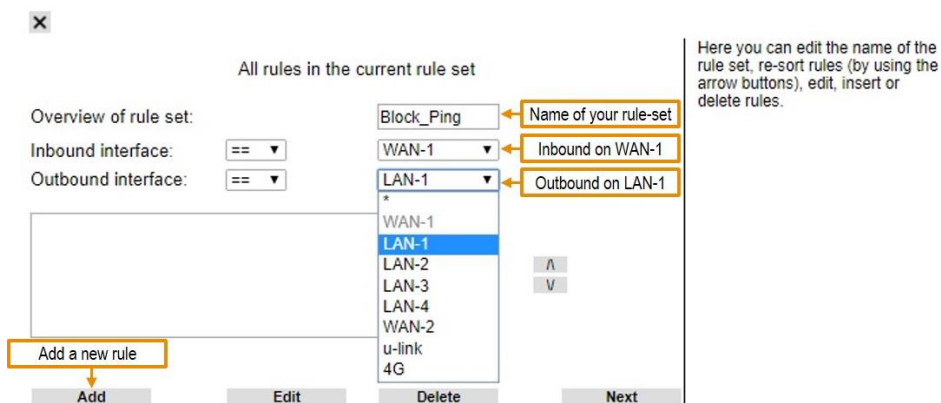 All rules in the current rule set
Here you can edit the name of the
rule set, re-sort rules (by using the
arrow buttons), edit, insert or
delete rules.
Overview of rule set: Block_Ping Name of your rule-set
Inbound interface: == ▼ WAN-1 ▼ Inbound on WAN-1
Outbound interface: == ▼ LAN-1 ▼ Outbound on LAN-1
*
WAN-1
LAN-1
LAN-2
LAN-3
LAN-4
WAN-2
u-link
4G
/\
\/
Add a new rule
Add Edit Delete Next